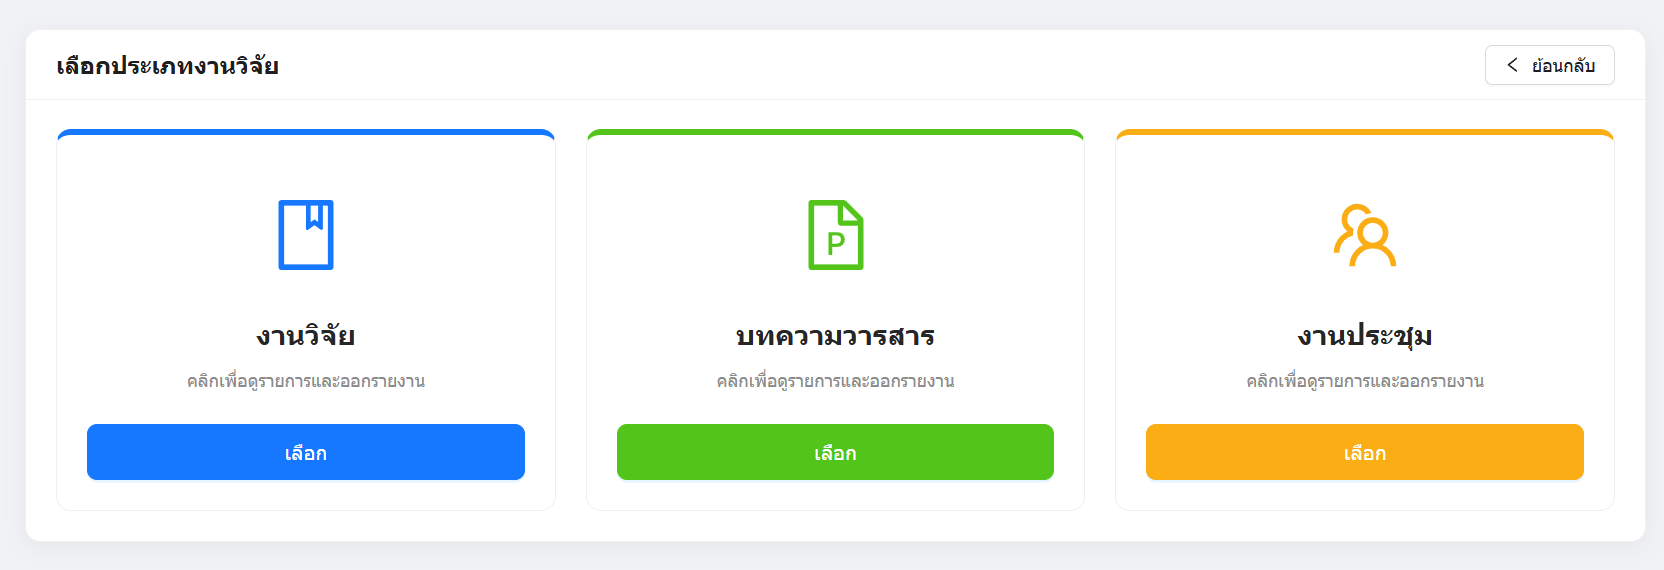 เลือกประเภทงานวิจัย
ย้อนกลับ
งานวิจัย
คลิกเพื่อดูรายการและออกรายงาน
เลือก
P
บทความวารสาร
คลิกเพื่อดูรายการและออกรายงาน
เลือก
งานประชุม
คลิกเพื่อดูรายการและออกรายงาน
เลือก